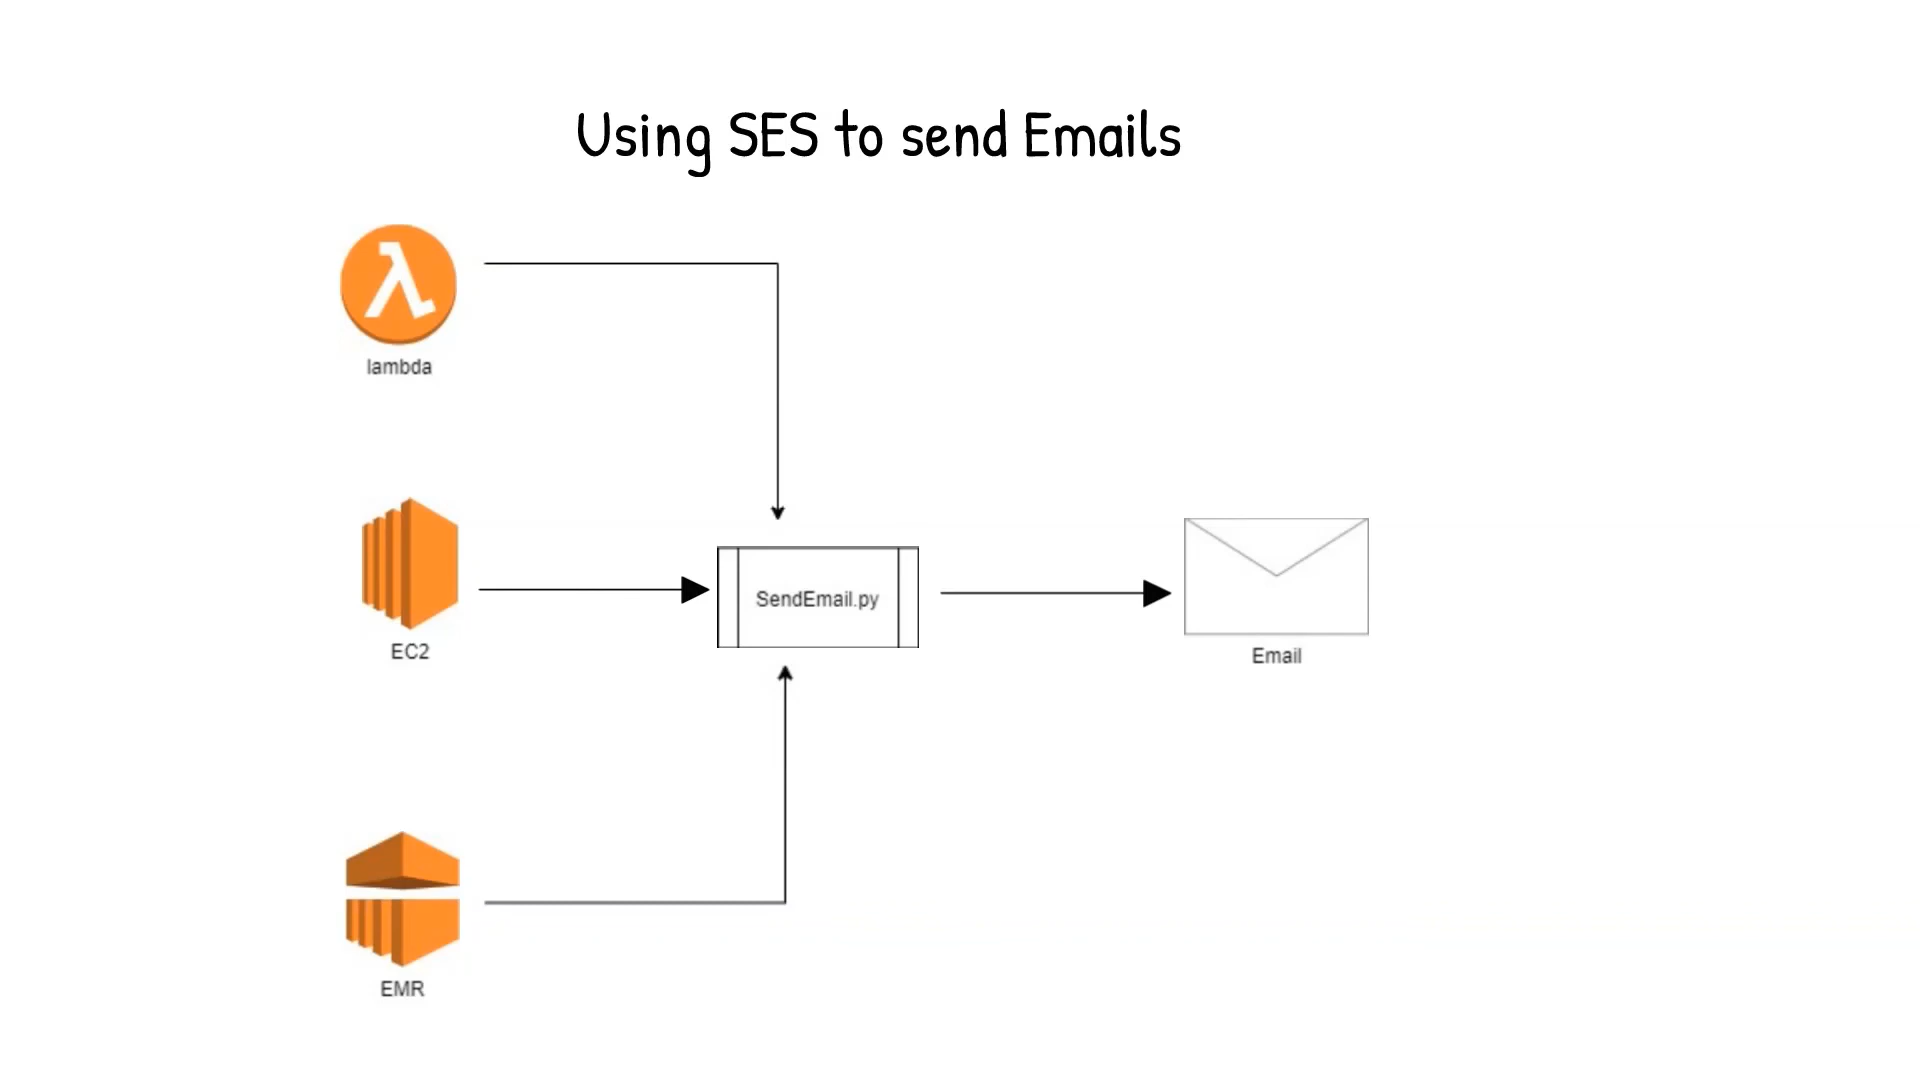 Using SES to send Emails
lambda
EC2
SendEmail.py
Email
EMR